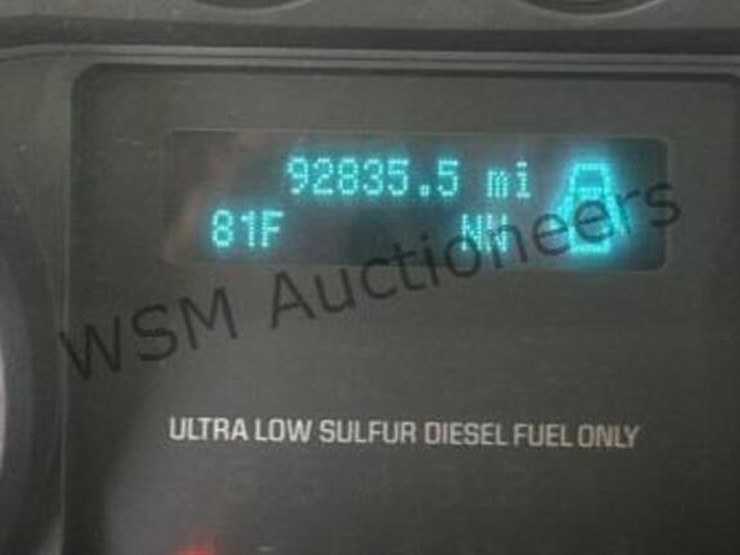 92835.5 mi
81F NW
WSM Auctioneers
ULTRA LOW SULFUR DIESEL FUEL ONLY